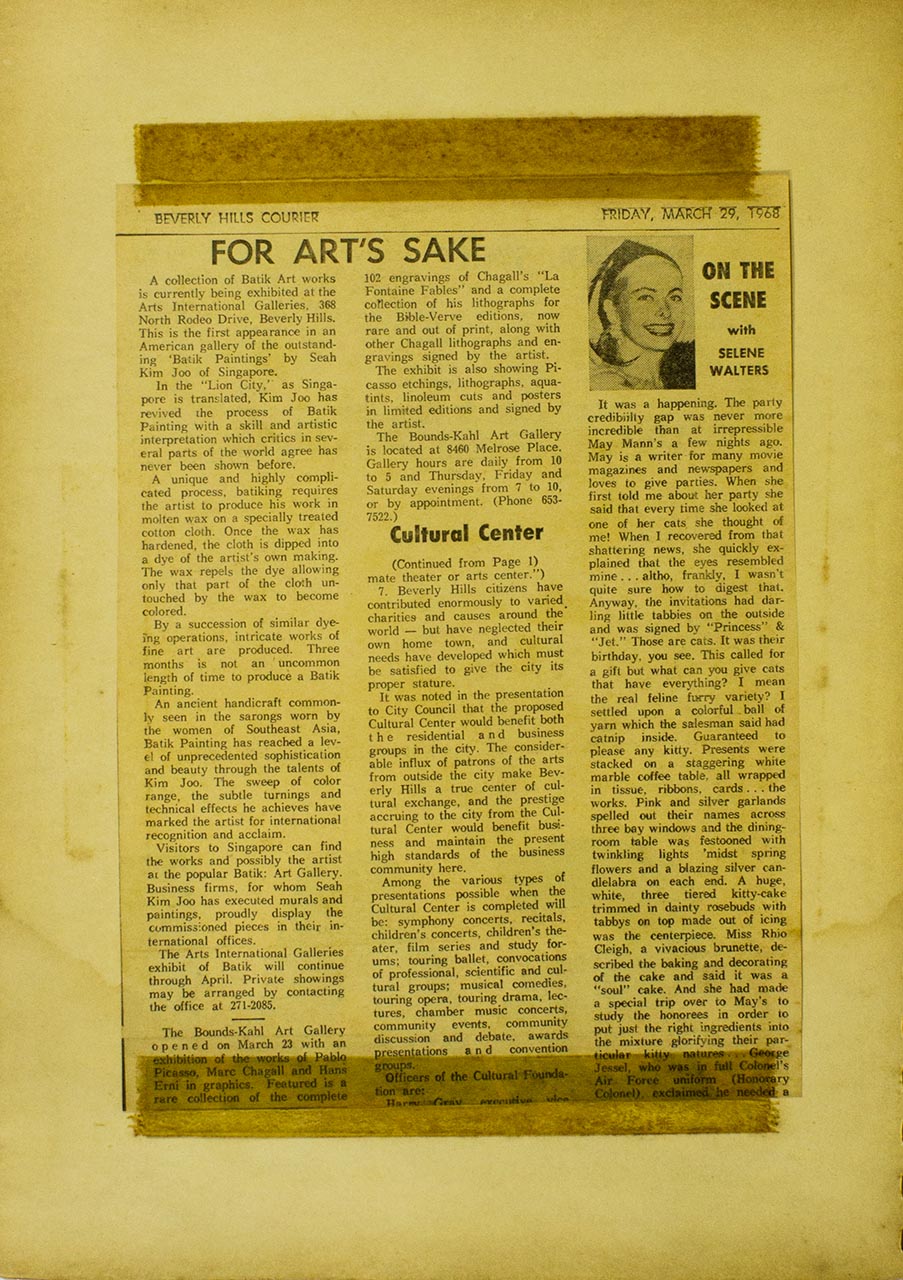 BEVERLY HILLS COURIER
FRIDAY, MARCH 29, 1968
FOR ART'S SAKE
A collection of Batik Art works
is currently being exhibited at the
Arts International Galleries, 368
North Rodeo Drive, Beverly Hills.
This is the first appearance in an
American gallery of the outstand-
ing 'Batik Paintings' by Seah
Kim Joo of Singapore.
In the "Lion City," as Singa-
pore is translated, Kim Joo has
revived the process of Batik
Painting with a skill and artistic
interpretation which critics in sev-
eral parts of the world agree has
never been shown before.
A unique and highly compli-
cated process, batiking requires
the artist to produce his work in
molten wax on a specially treated
cotton cloth. Once the wax has
hardened, the cloth is dipped into
a dye of the artist's own making.
The wax repels the dye allowing
only that part of the cloth un-
touched by the wax to become
colored.
By a succession of similar dye-
ing operations, intricate works of
fine art are produced. Three
months is not an uncommon
length of time to produce a Batik
Painting.
An ancient handicraft common-
ly seen in the sarongs worn by
the women of Southeast Asia,
Batik Painting has reached a lev-
el of unprecedented sophistication
and beauty through the talents of
Kim Joo. The sweep of color
range, the subtle turnings and
technical effects he achieves have
marked the artist for international
recognition and acclaim.
Visitors to Singapore can find
the works and possibly the artist
at the popular Batik: Art Gallery.
Business firms, for whom Seah
Kim Joo has executed murals and
paintings, proudly display the
commissioned pieces in their in-
ternational offices.
The Arts International Galleries
exhibit of Batik will continue
through April. Private showings
may be arranged by contacting
the office at 271-2085.
The Bounds-Kahl Art Gallery
opened on March 23 with an
exhibition of the works of Pablo
Picasso, Marc Chagall and Hans
Erni in graphics. Featured is a
rare collection of the complete
102 engravings of Chagall's "La
Fontaine Fables" and a complete
collection of his lithographs for
the Bible-Verve editions, now
rare and out of print, along with
other Chagall lithographs and en-
gravings signed by the artist.
The exhibit is also showing Pi-
casso etchings, lithographs, aqua-
tints, linoleum cuts and posters
in limited editions and signed by
the artist.
The Bounds-Kahl Art Gallery
is located at 8460 Melrose Place.
Gallery hours are daily from 10
to 5 and Thursday, Friday and
Saturday evenings from 7 to 10,
or by appointment. (Phone 653-
7522.)
Cultural Center
(Continued from Page 1)
mate theater or arts center.")
7. Beverly Hills citizens have
contributed enormously to varied
charities and causes around the
world — but have neglected their
own home town, and cultural
needs have developed which must
be satisfied to give the city its
proper stature.
It was noted in the presentation
to City Council that the proposed
Cultural Center would benefit both
the residential and business
groups in the city. The consider-
able influx of patrons of the arts
from outside the city make Bev-
erly Hills a true center of cul-
tural exchange, and the prestige
accruing to the city from the Cul-
tural Center would benefit busi-
ness and maintain the present
high standards of the business
community here.
Among the various types of
presentations possible when the
Cultural Center is completed will
be: symphony concerts, recitals,
children's concerts, children's the-
ater, film series and study for-
ums; touring ballet, convocations
of professional, scientific and cul-
tural groups; musical comedies,
touring opera, touring drama, lec-
tures, chamber music concerts,
community events, community
discussion and debate, awards
presentations and convention
groups.
Officers of the Cultural Founda-
tion are:
Harry Gray, executive vice
ON THE
SCENE
with
SELENE
WALTERS
It was a happening. The party
credibiilty gap was never more
incredible than at irrepressible
May Mann's a few nights ago.
May is a writer for many movie
magazines and newspapers and
loves to give parties. When she
first told me about her party she
said that every time she looked at
one of her cats she thought of
me! When I recovered from that
shattering news, she quickly ex-
plained that the eyes resembled
mine . . . altho, frankly, I wasn't
quite sure how to digest that.
Anyway, the invitations had dar-
ling little tabbies on the outside
and was signed by "Princess" &
"Jet." Those are cats. It was their
birthday, you see. This called for
a gift but what can you give cats
that have everything? I mean
the real feline furry variety? I
settled upon a colorful ball of
yarn which the salesman said had
catnip inside. Guaranteed to
please any kitty. Presents were
stacked on a staggering white
marble coffee table, all wrapped
in tissue, ribbons, cards . . . the
works. Pink and silver garlands
spelled out their names across
three bay windows and the dining-
room table was festooned with
twinkling lights 'midst spring
flowers and a blazing silver can-
dlelabra on each end. A huge,
white, three tiered kitty-cake
trimmed in dainty rosebuds with
tabbys on top made out of icing
was the centerpiece. Miss Rhio
Cleigh, a vivacious brunette, de-
scribed the baking and decorating
of the cake and said it was a
"soul" cake. And she had made
a special trip over to May's to
study the honorees in order to
put just the right ingredients into
the mixture glorifying their par-
ticular kitty natures . . George
Jessel, who was in full Colonel's
Air Force uniform (Honorary
Colonel), exclaimed he needed a